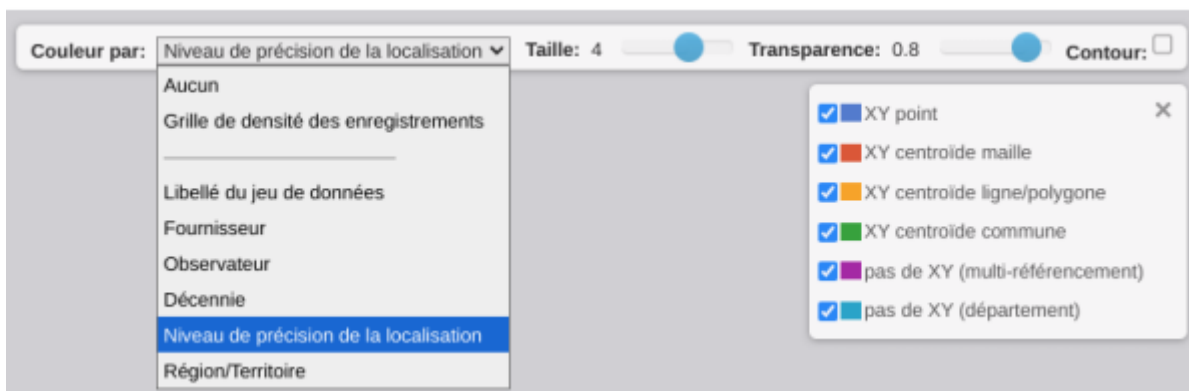 Couleur par: Niveau de précision de la localisation Taille: 4 Transparence: 0.8 Contour:
Aucun
Grille de densité des enregistrements
Libellé du jeu de données
Fournisseur
Observateur
Décennie
Niveau de précision de la localisation
Région/Territoire
XY point
XY centroïde maille
XY centroïde ligne/polygone
XY centroïde commune
pas de XY (multi-référencement)
pas de XY (département)